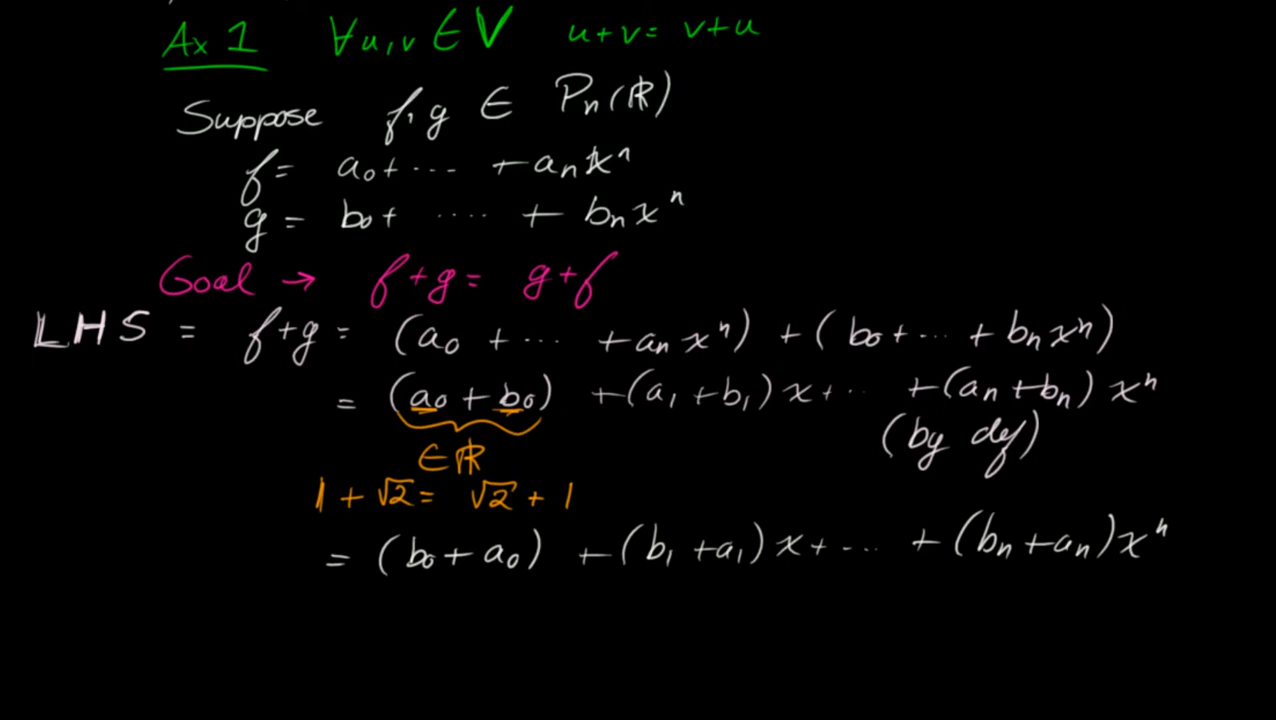 Ax 1 ∀u,v ∈ V u+v= v+u
Suppose f,g ∈ Pn(ℝ)
f= a0+ ··· +anxⁿ
g= b0+ ···· + bnxⁿ
Goal → f+g= g+f
LHS = f+g= (a0 + ··· +anxⁿ) + (b0+ ··· + bnxⁿ)
= (a0 + b0) +(a1+b1)x+ ·· +(an+bn)xⁿ
(by def)
∈ℝ
1 + √2 = √2 + 1
= (b0+a0) +(b1+a1)x+ ··· +(bn+an)xⁿ